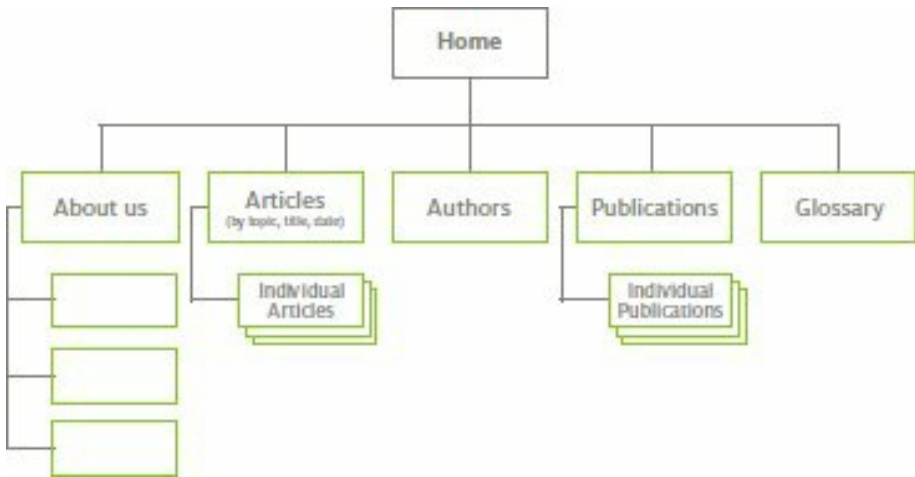 Home
About us
Articles
(by topic, title, date)
Authors
Publications
Glossary
Individual
Articles
Individual
Publications